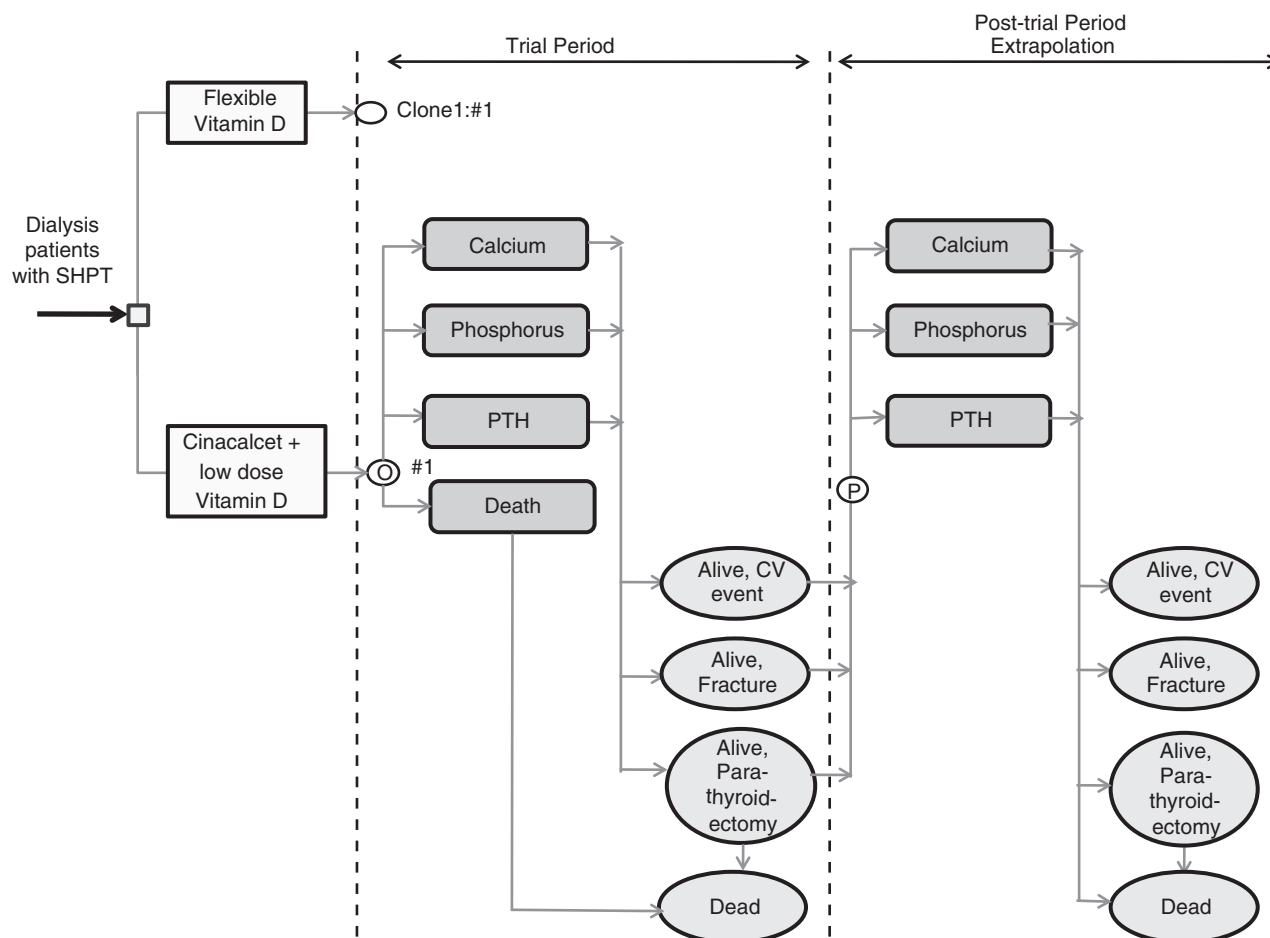 Trial Period
Post-trial Period
Extrapolation
Flexible
Vitamin D
Clone1:#1
Dialysis
patients
with SHPT
Cinacalcet +
low dose
Vitamin D
O
#1
Calcium
Phosphorus
PTH
Death
Alive, CV
event
Alive,
Fracture
Alive,
Para-
thyroid-
ectomy
Dead
P
Calcium
Phosphorus
PTH
Alive, CV
event
Alive,
Fracture
Alive,
Para-
thyroid-
ectomy
Dead